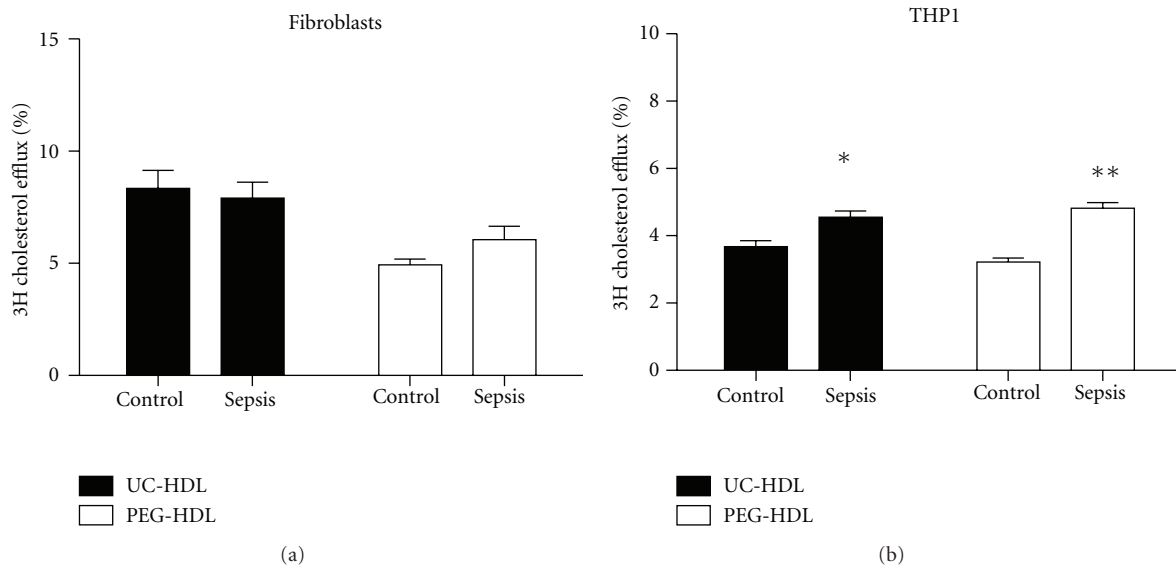 Fibroblasts
15
10
5
0
3H cholesterol efflux (%)
Control
Sepsis
Control
Sepsis
UC-HDL
PEG-HDL
(a)
THP1
10
8
6
4
2
0
3H cholesterol efflux (%)
*
**
Control
Sepsis
Control
Sepsis
UC-HDL
PEG-HDL
(b)